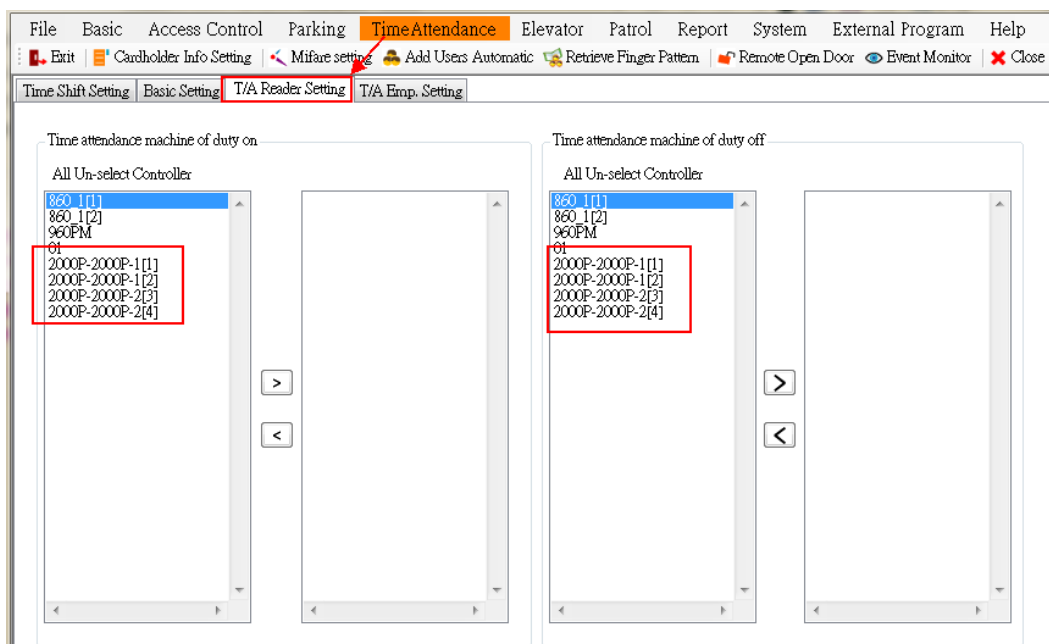 File Basic Access Control Parking TimeAttendance Elevator Patrol Report System External Program Help
Exit Cardholder Info Setting Mifare setting Add Users Automatic Retrieve Finger Pattern Remote Open Door Event Monitor Close
Time Shift Setting Basic Setting T/A Reader Setting T/A Emp. Setting
Time attendance machine of duty on
All Un-select Controller
860_1[1]
860_1[2]
960PM
01
2000P-2000P-1[1]
2000P-2000P-1[2]
2000P-2000P-2[3]
2000P-2000P-2[4]
>
<
Time attendance machine of duty off
All Un-select Controller
860_1[1]
860_1[2]
960PM
01
2000P-2000P-1[1]
2000P-2000P-1[2]
2000P-2000P-2[3]
2000P-2000P-2[4]
>
<